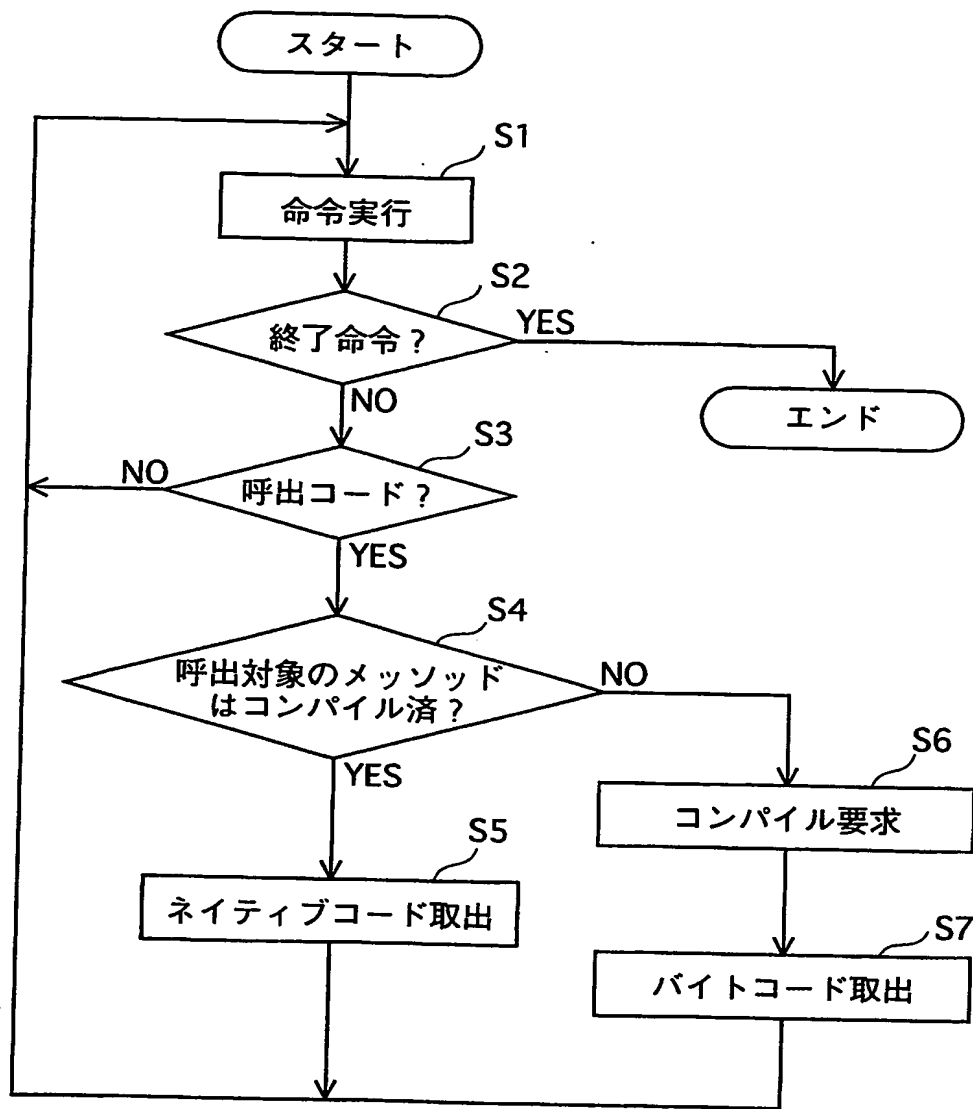 スタート
S1
命令実行
S2
終了命令？
YES
NO
エンド
S3
呼出コード？
NO
YES
S4
呼出対象のメッソッド
はコンパイル済？
NO
YES
S6
コンパイル要求
S5
ネイティブコード取出
S7
バイトコード取出